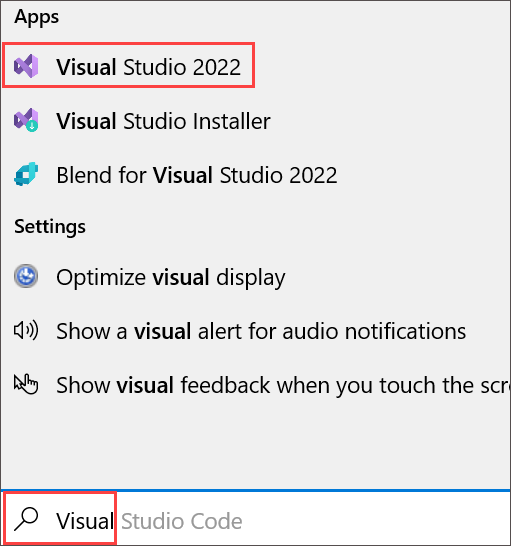 Apps
Visual Studio 2022
Visual Studio Installer
Blend for Visual Studio 2022
Settings
Optimize visual display
Show a visual alert for audio notifications
Show visual feedback when you touch the scre
Visual Studio Code